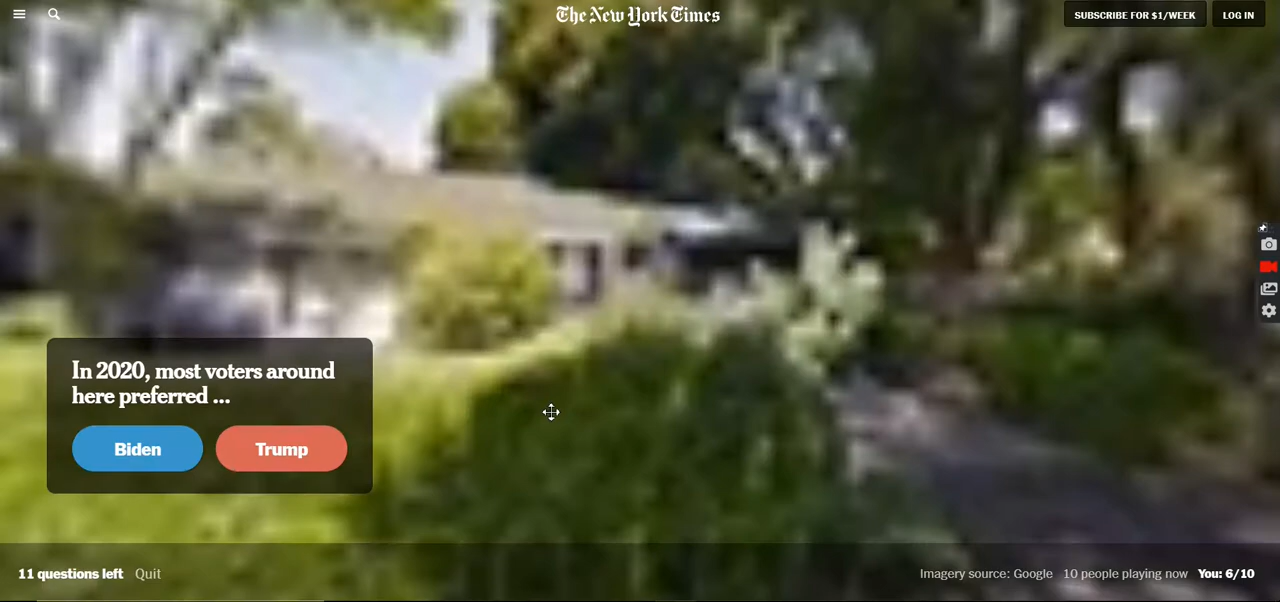 The New York Times
SUBSCRIBE FOR $1/WEEK
LOG IN
In 2020, most voters around
here preferred ...
Biden
Trump
11 questions left
Quit
Imagery source: Google
10 people playing now
You: 6/10